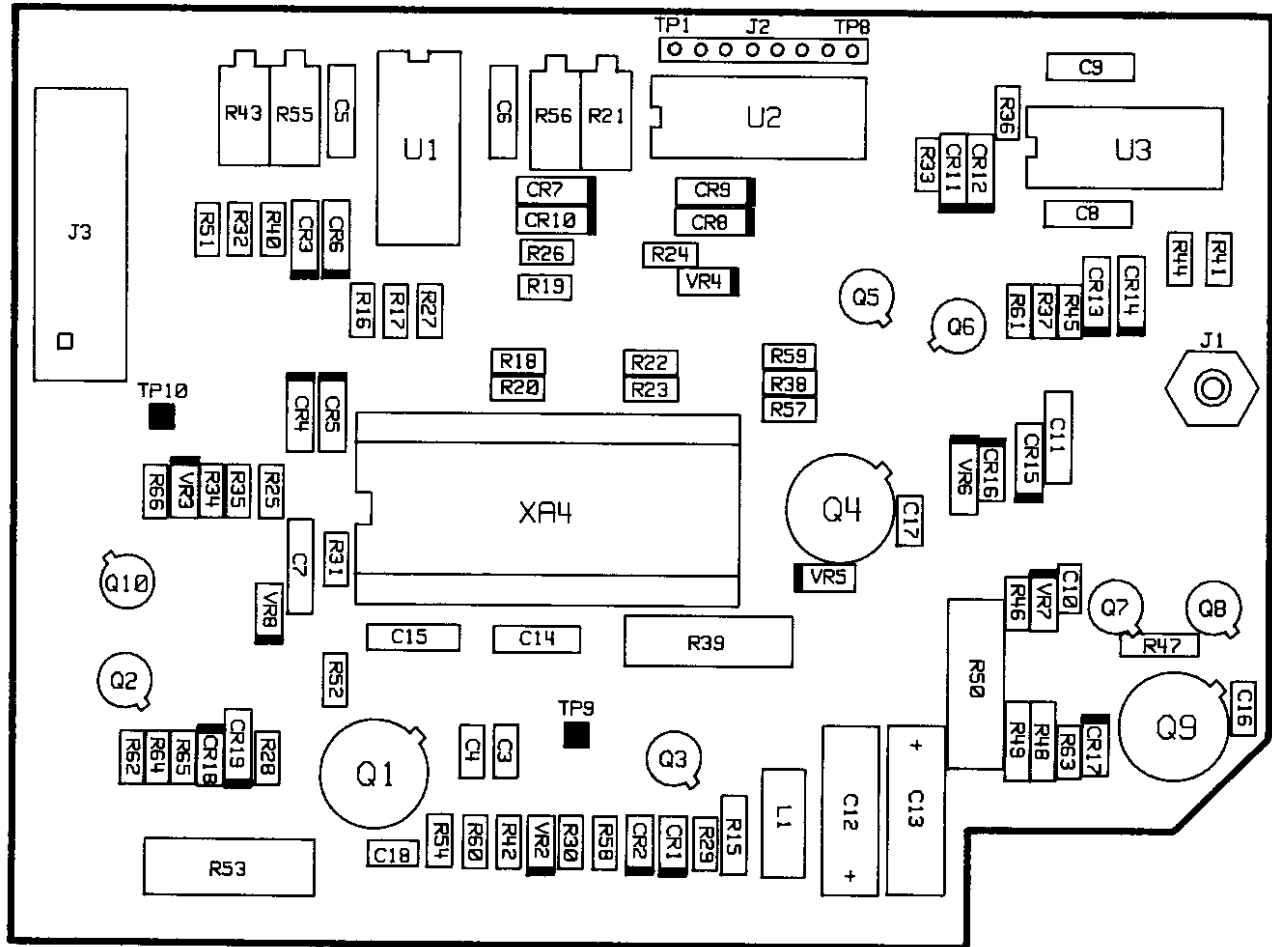 TP1 J2 TP8
C9
R43 R55 C5 U1 C6 R56 R21 U2 R36 U3
R33 CR11 CR12
CR7 CR9
CR10 CR8
C8
J3 R51 R32 R40 CR3 CR6
R26 R24
R19 VR4
R44 R41
Q5 Q6 R61 R37 R45 CR13 CR14
R16 R17 R27
J1
R18 R22 R59
R20 R23 R38
R57
TP10
CR4 CR5
C11
CR15
VR6 CR16
R66 VR3 R34 R35 R25
XA4
Q4 C17
C7 R31
Q10
VR5
VR8
R46 VR7 C10 Q7 Q8
C15 C14 R39
R47
R50
Q2 R52
TP9
C16
R62 R64 R65 CR18 CR19 R28
Q1 C4 C3 Q3
R49 R48 R63 CR17 Q9
+
L1 C12 C13
R54 R60 R42 VR2 R30 R58 CR2 CR1 R29 R15
C18
R53
+